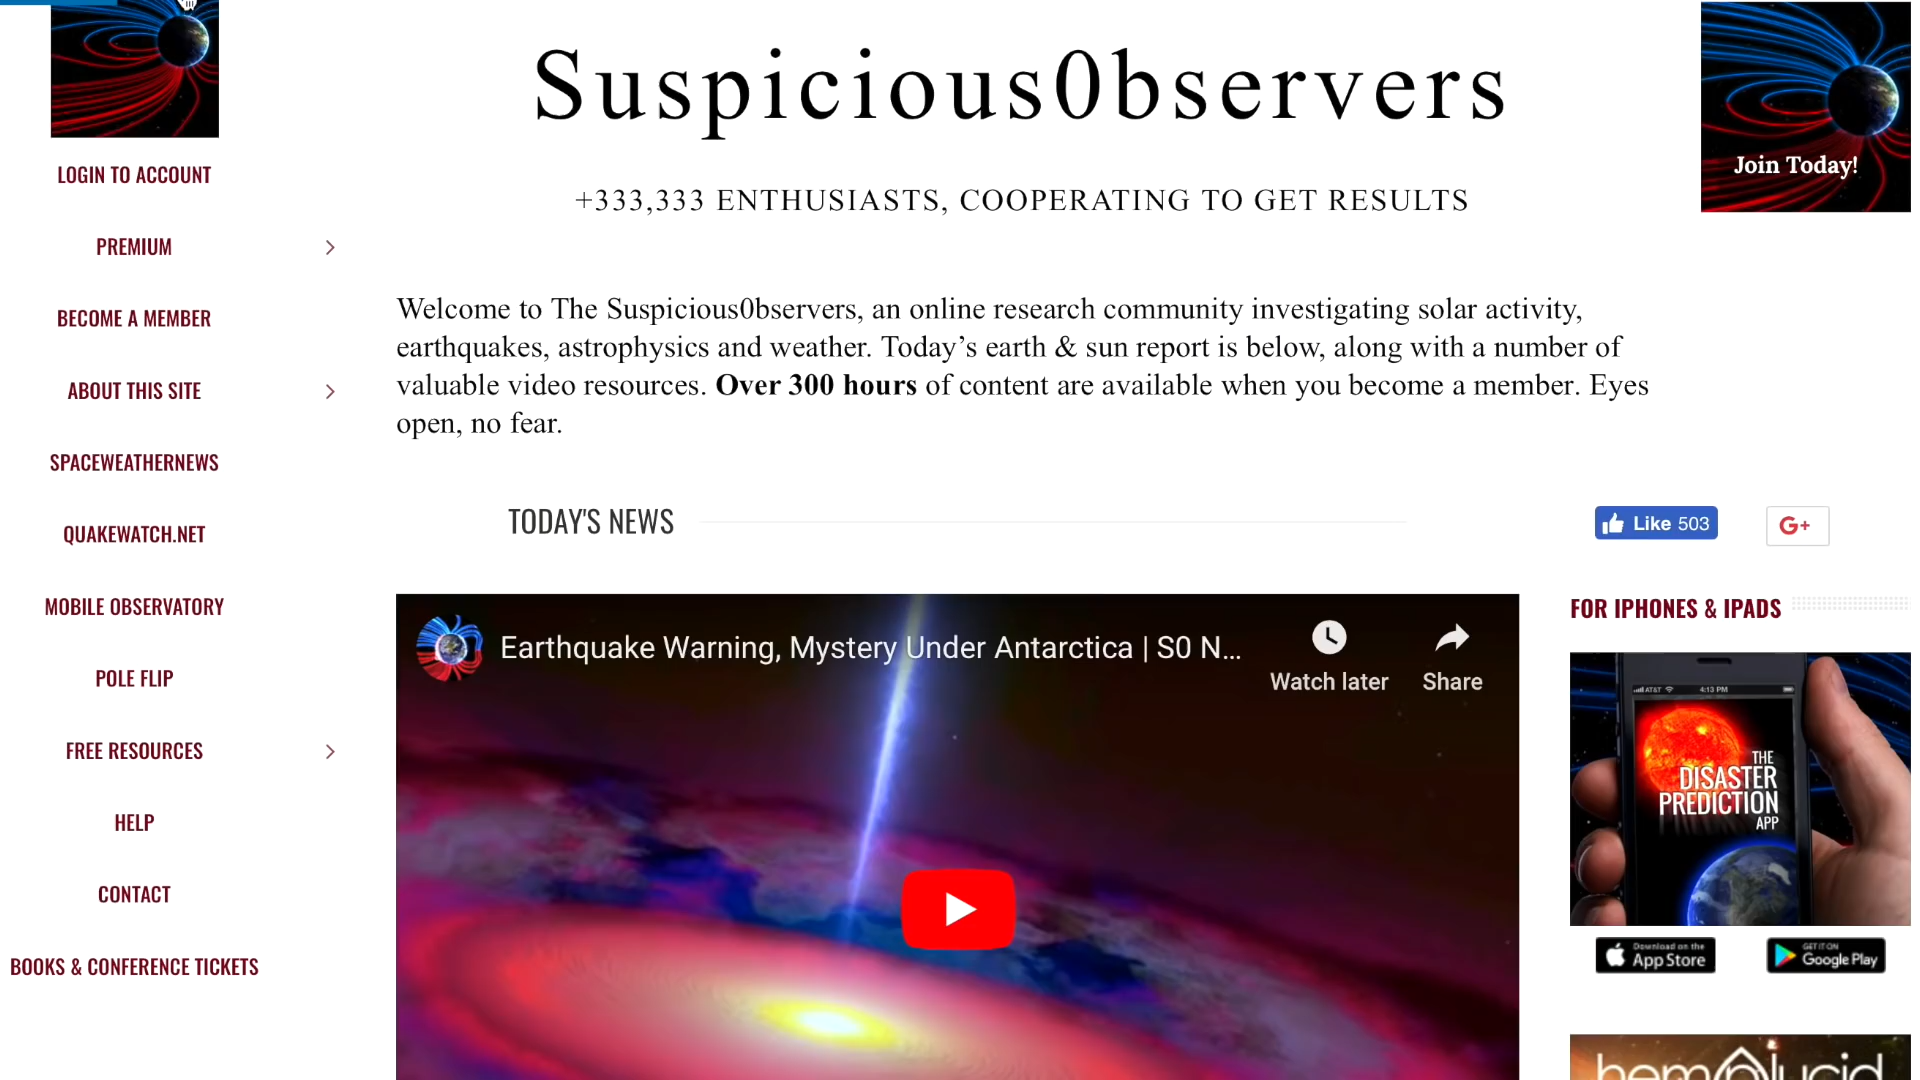 Suspicious0bservers
Join Today!
+333,333 ENTHUSIASTS, COOPERATING TO GET RESULTS
LOGIN TO ACCOUNT
PREMIUM
BECOME A MEMBER
ABOUT THIS SITE
SPACEWEATHERNEWS
QUAKEWATCH.NET
MOBILE OBSERVATORY
POLE FLIP
FREE RESOURCES
HELP
CONTACT
BOOKS & CONFERENCE TICKETS
Welcome to The Suspicious0bservers, an online research community investigating solar activity,
earthquakes, astrophysics and weather. Today’s earth & sun report is below, along with a number of
valuable video resources. Over 300 hours of content are available when you become a member. Eyes
open, no fear.
TODAY'S NEWS
Like 503
G+
Earthquake Warning, Mystery Under Antarctica | S0 N...
Watch later
Share
FOR IPHONES & IPADS
AT&T
4:13 PM
THE
DISASTER
PREDICTION
APP
Download on the
App Store
GET IT ON
Google Play